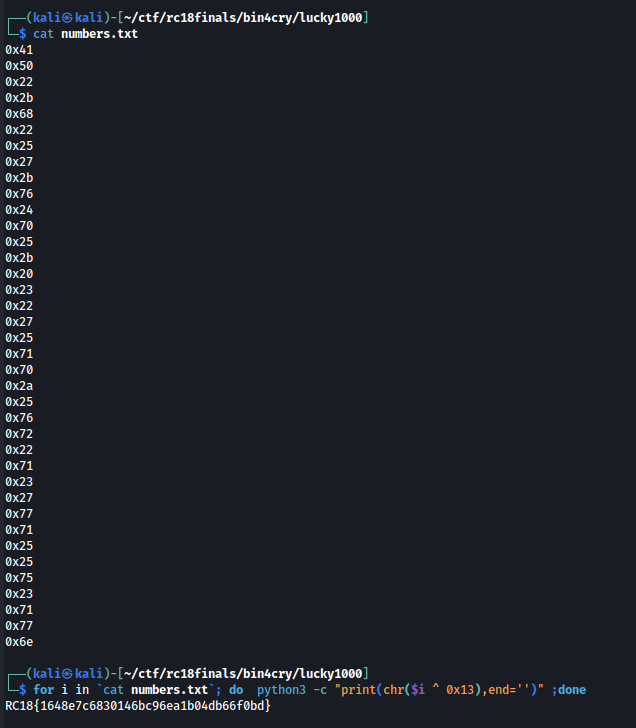 ┌──(kali㉿kali)-[~/ctf/rc18finals/bin4cry/lucky1000]
└─$ cat numbers.txt
0x41
0x50
0x22
0x2b
0x68
0x22
0x25
0x27
0x2b
0x76
0x24
0x70
0x25
0x2b
0x20
0x23
0x22
0x27
0x25
0x71
0x70
0x2a
0x25
0x76
0x72
0x22
0x71
0x23
0x27
0x77
0x71
0x25
0x25
0x75
0x23
0x71
0x77
0x6e
┌──(kali㉿kali)-[~/ctf/rc18finals/bin4cry/lucky1000]
└─$ for i in `cat numbers.txt`; do  python3 -c "print(chr($i ^ 0x13),end='')" ;done
RC18{1648e7c6830146bc96ea1b04db66f0bd}